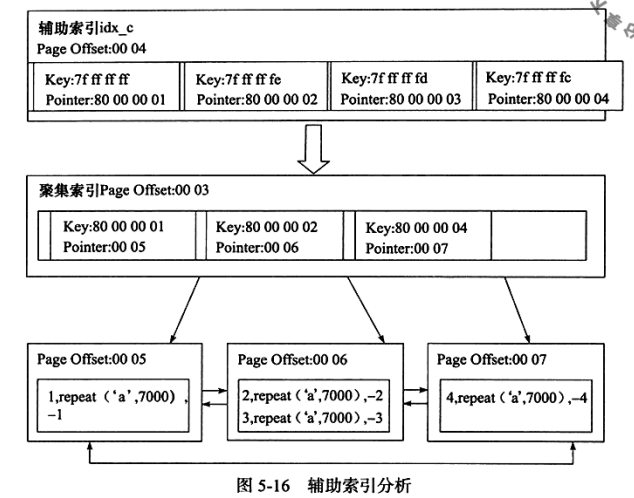 辅助索引idx_c
Page Offset:00 04
Key:7f ff ff ff
Pointer:80 00 00 01
Key:7f ff ff fe
Pointer:80 00 00 02
Key:7f ff ff fd
Pointer:80 00 00 03
Key:7f ff ff fc
Pointer:80 00 00 04
聚集索引Page Offset:00 03
Key:80 00 00 01
Pointer:00 05
Key:80 00 00 02
Pointer:00 06
Key:80 00 00 04
Pointer:00 07
Page Offset:00 05
1,repeat（‘a’,7000）,
–1
Page Offset:00 06
2,repeat（‘a’,7000）,–2
3,repeat（‘a’,7000）,–3
Page Offset:00 07
4,repeat（‘a’,7000）,–4
图 5-16 辅助索引分析